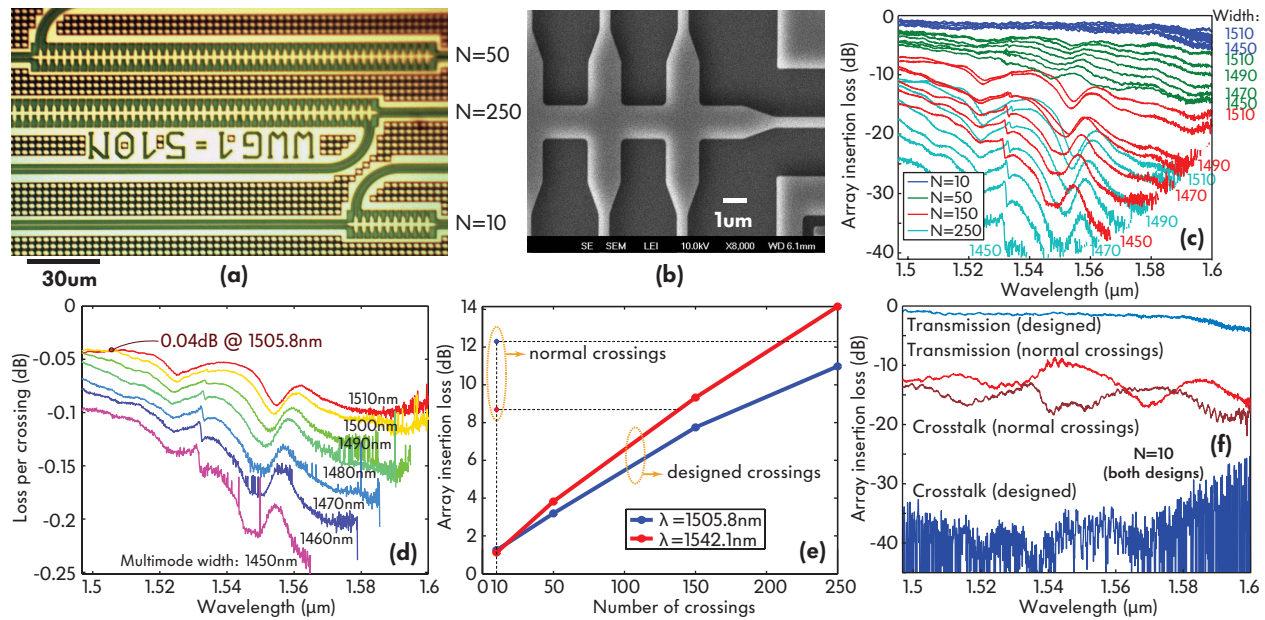 N=50
N=250
N=10
WWG1=510N
30um
(a)
1um
SE SEM LEI 10.0kV X8,000 WD 6.1mm
(b)
Array insertion loss (dB)
0
-10
-20
-30
-40
Width:
1510
1450
1510
1490
1470
1450
1510
1490
1510
1470
1490
1450
1470
1450
N=10
N=50
N=150
N=250
(c)
1.5 1.52 1.54 1.56 1.58 1.6
Wavelength (μm)
Loss per crossing (dB)
0
-0.05
-0.1
-0.15
-0.2
-0.25
0.04dB @ 1505.8nm
1510nm
1500nm
1490nm
1480nm
1470nm
1460nm
Multimode width: 1450nm
(d)
1.5 1.52 1.54 1.56 1.58 1.6
Wavelength (μm)
Array insertion loss (dB)
14
12
10
8
6
4
2
0
normal crossings
designed crossings
λ=1505.8nm
λ=1542.1nm
(e)
0 10 50 100 150 200 250
Number of crossings
Array insertion loss (dB)
0
-10
-20
-30
-40
Transmission (designed)
Transmission (normal crossings)
Crosstalk (normal crossings)
N=10
(both designs)
Crosstalk (designed)
(f)
1.5 1.52 1.54 1.56 1.58 1.6
Wavelength (μm)